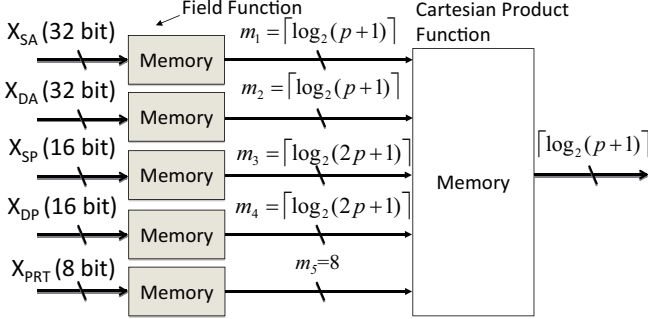 Field Function
Cartesian Product
Function
X_SA (32 bit)
Memory
m_1 = ⌈log_2(p+1)⌉
X_DA (32 bit)
Memory
m_2 = ⌈log_2(p+1)⌉
X_SP (16 bit)
Memory
m_3 = ⌈log_2(2p+1)⌉
X_DP (16 bit)
Memory
m_4 = ⌈log_2(2p+1)⌉
X_PRT (8 bit)
Memory
m_5=8
Memory
⌈log_2(p+1)⌉